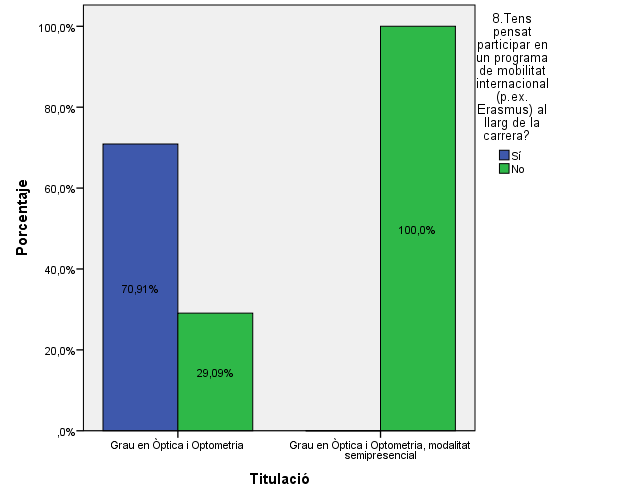 100,0%
80,0%
60,0%
40,0%
20,0%
,0%
Porcentaje
70,91%
29,09%
100,0%
Grau en Òptica i Optometria
Grau en Òptica i Optometria, modalitat
semipresencial
Titulació
8.Tens
pensat
participar en
un programa
de mobilitat
internacional
(p.ex.
Erasmus) al
llarg de la
carrera?
Sí
No